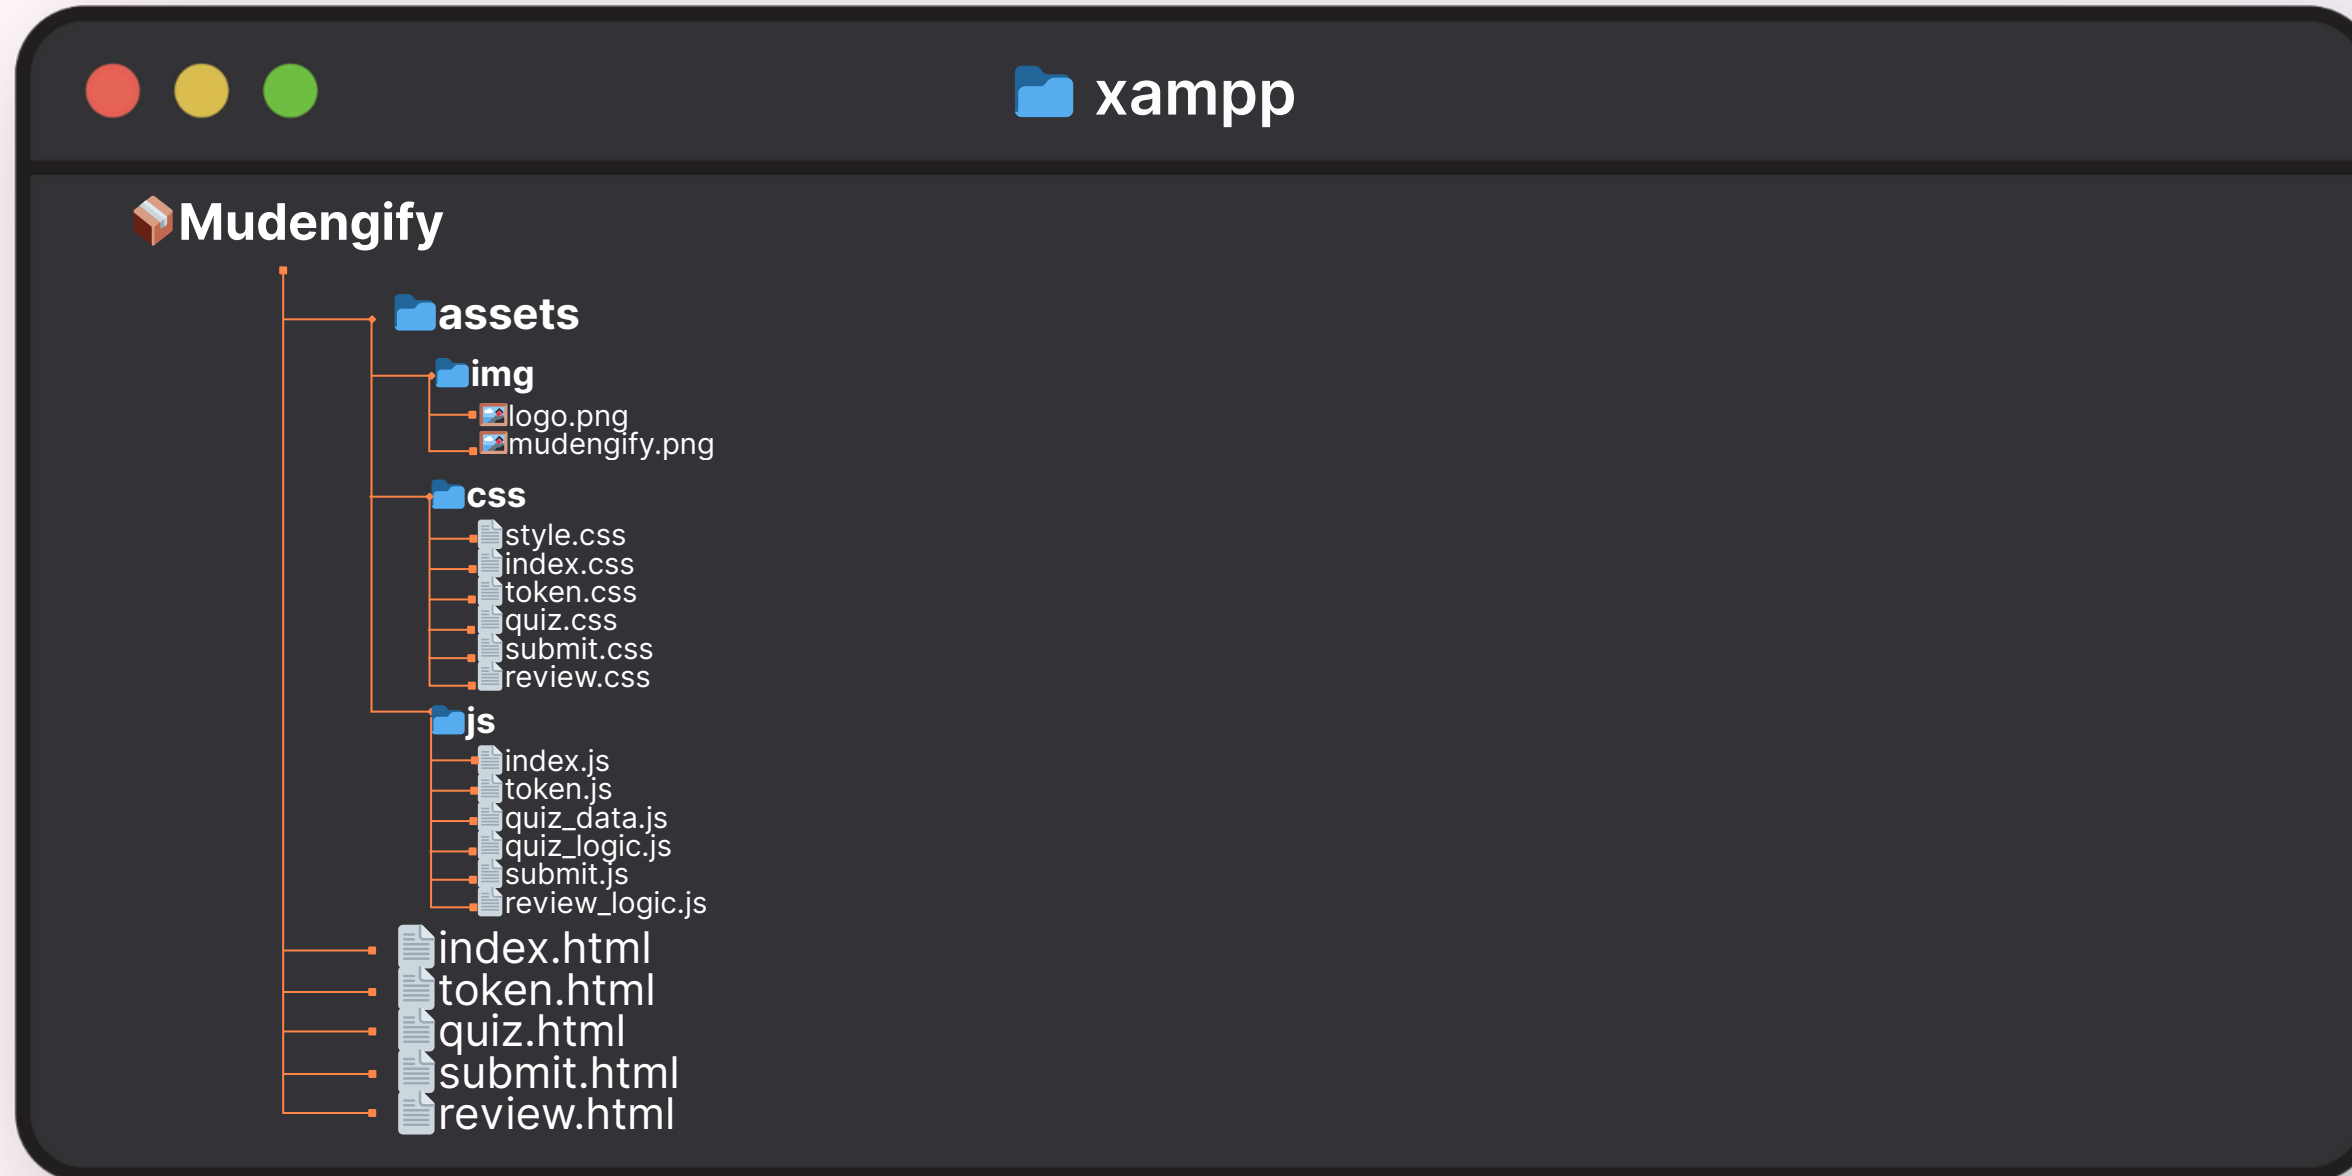 xampp
Mudengify
assets
img
logo.png
mudengify.png
css
style.css
index.css
token.css
quiz.css
submit.css
review.css
js
index.js
token.js
quiz_data.js
quiz_logic.js
submit.js
review_logic.js
index.html
token.html
quiz.html
submit.html
review.html